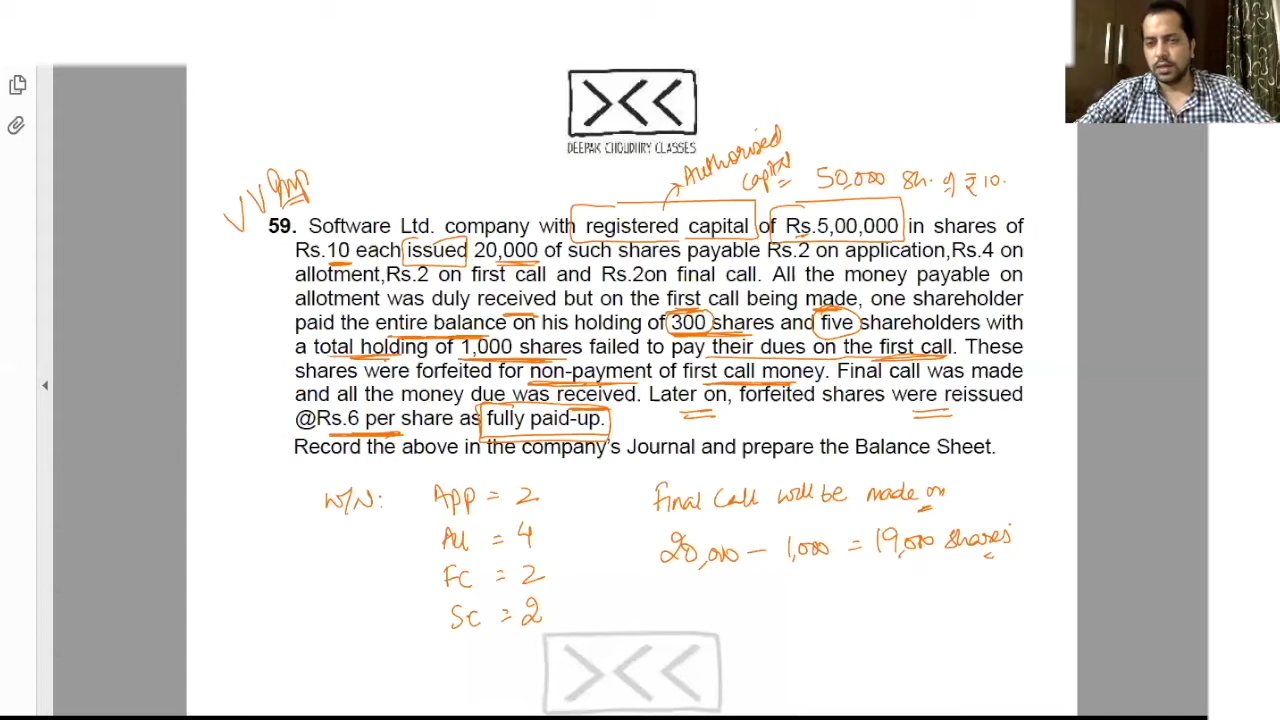 DEEPAK CHOUDHRY CLASSES
Authorised
Capital
50,000 Sh. of ₹10.
VV Imp
59. Software Ltd. company with registered capital of Rs.5,00,000 in shares of
Rs.10 each issued 20,000 of such shares payable Rs.2 on application,Rs.4 on
allotment,Rs.2 on first call and Rs.2on final call. All the money payable on
allotment was duly received but on the first call being made, one shareholder
paid the entire balance on his holding of 300 shares and five shareholders with
a total holding of 1,000 shares failed to pay their dues on the first call. These
shares were forfeited for non-payment of first call money. Final call was made
and all the money due was received. Later on, forfeited shares were reissued
@Rs.6 per share as fully paid-up.
Record the above in the company's Journal and prepare the Balance Sheet.
W/N: App = 2
All = 4
FC = 2
SC = 2
Final Call will be made on
20,000 - 1,000 = 19,000 shares